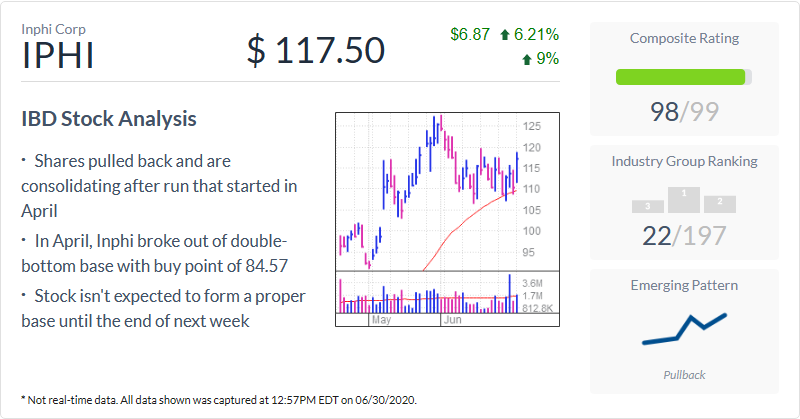 Inphi Corp
IPHI
$ 117.50
$6.87 6.21%
9%
IBD Stock Analysis
· Shares pulled back and are
consolidating after run that started in
April
· In April, Inphi broke out of double-
bottom base with buy point of 84.57
· Stock isn't expected to form a proper
base until the end of next week
125
120
115
110
105
100
95
3.6M
1.7M
812.8K
May
Jun
Composite Rating
98/99
Industry Group Ranking
3
1
2
22/197
Emerging Pattern
Pullback
* Not real-time data. All data shown was captured at 12:57PM EDT on 06/30/2020.